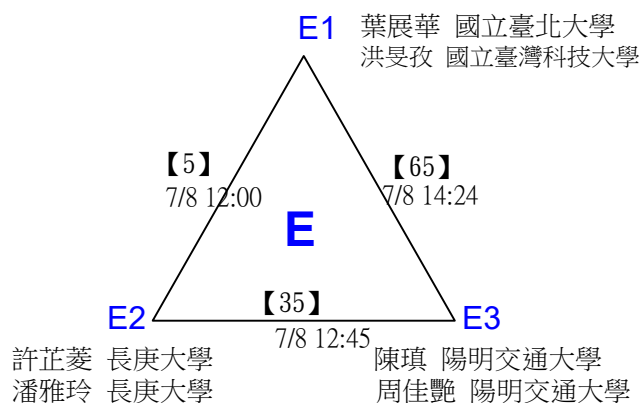 E1
葉展華 國立臺北大學
洪旻孜 國立臺灣科技大學
【5】
7/8 12:00
【65】
7/8 14:24
E
【35】
7/8 12:45
E2
E3
許芷菱 長庚大學
潘雅玲 長庚大學
陳瑱 陽明交通大學
周佳艷 陽明交通大學